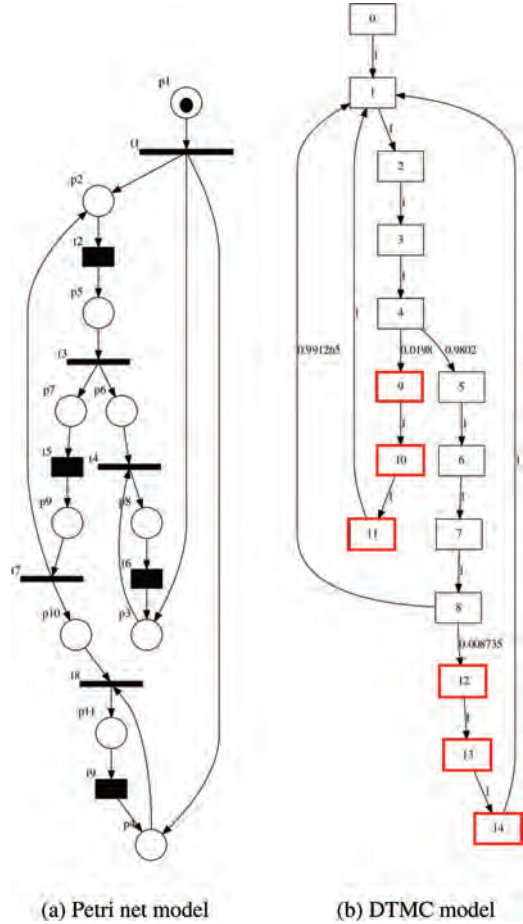 p1
t1
p2
t2
p5
t3
p7
p6
t5
t4
p9
p8
t6
t7
p3
p10
t8
p11
t9
p4
(a) Petri net model
0
1
1
1
2
1
3
1
4
0.991265
0.0198
0.9802
1
9
5
1
1
10
6
1
1
11
7
1
8
0.008735
12
1
13
1
14
1
(b) DTMC model